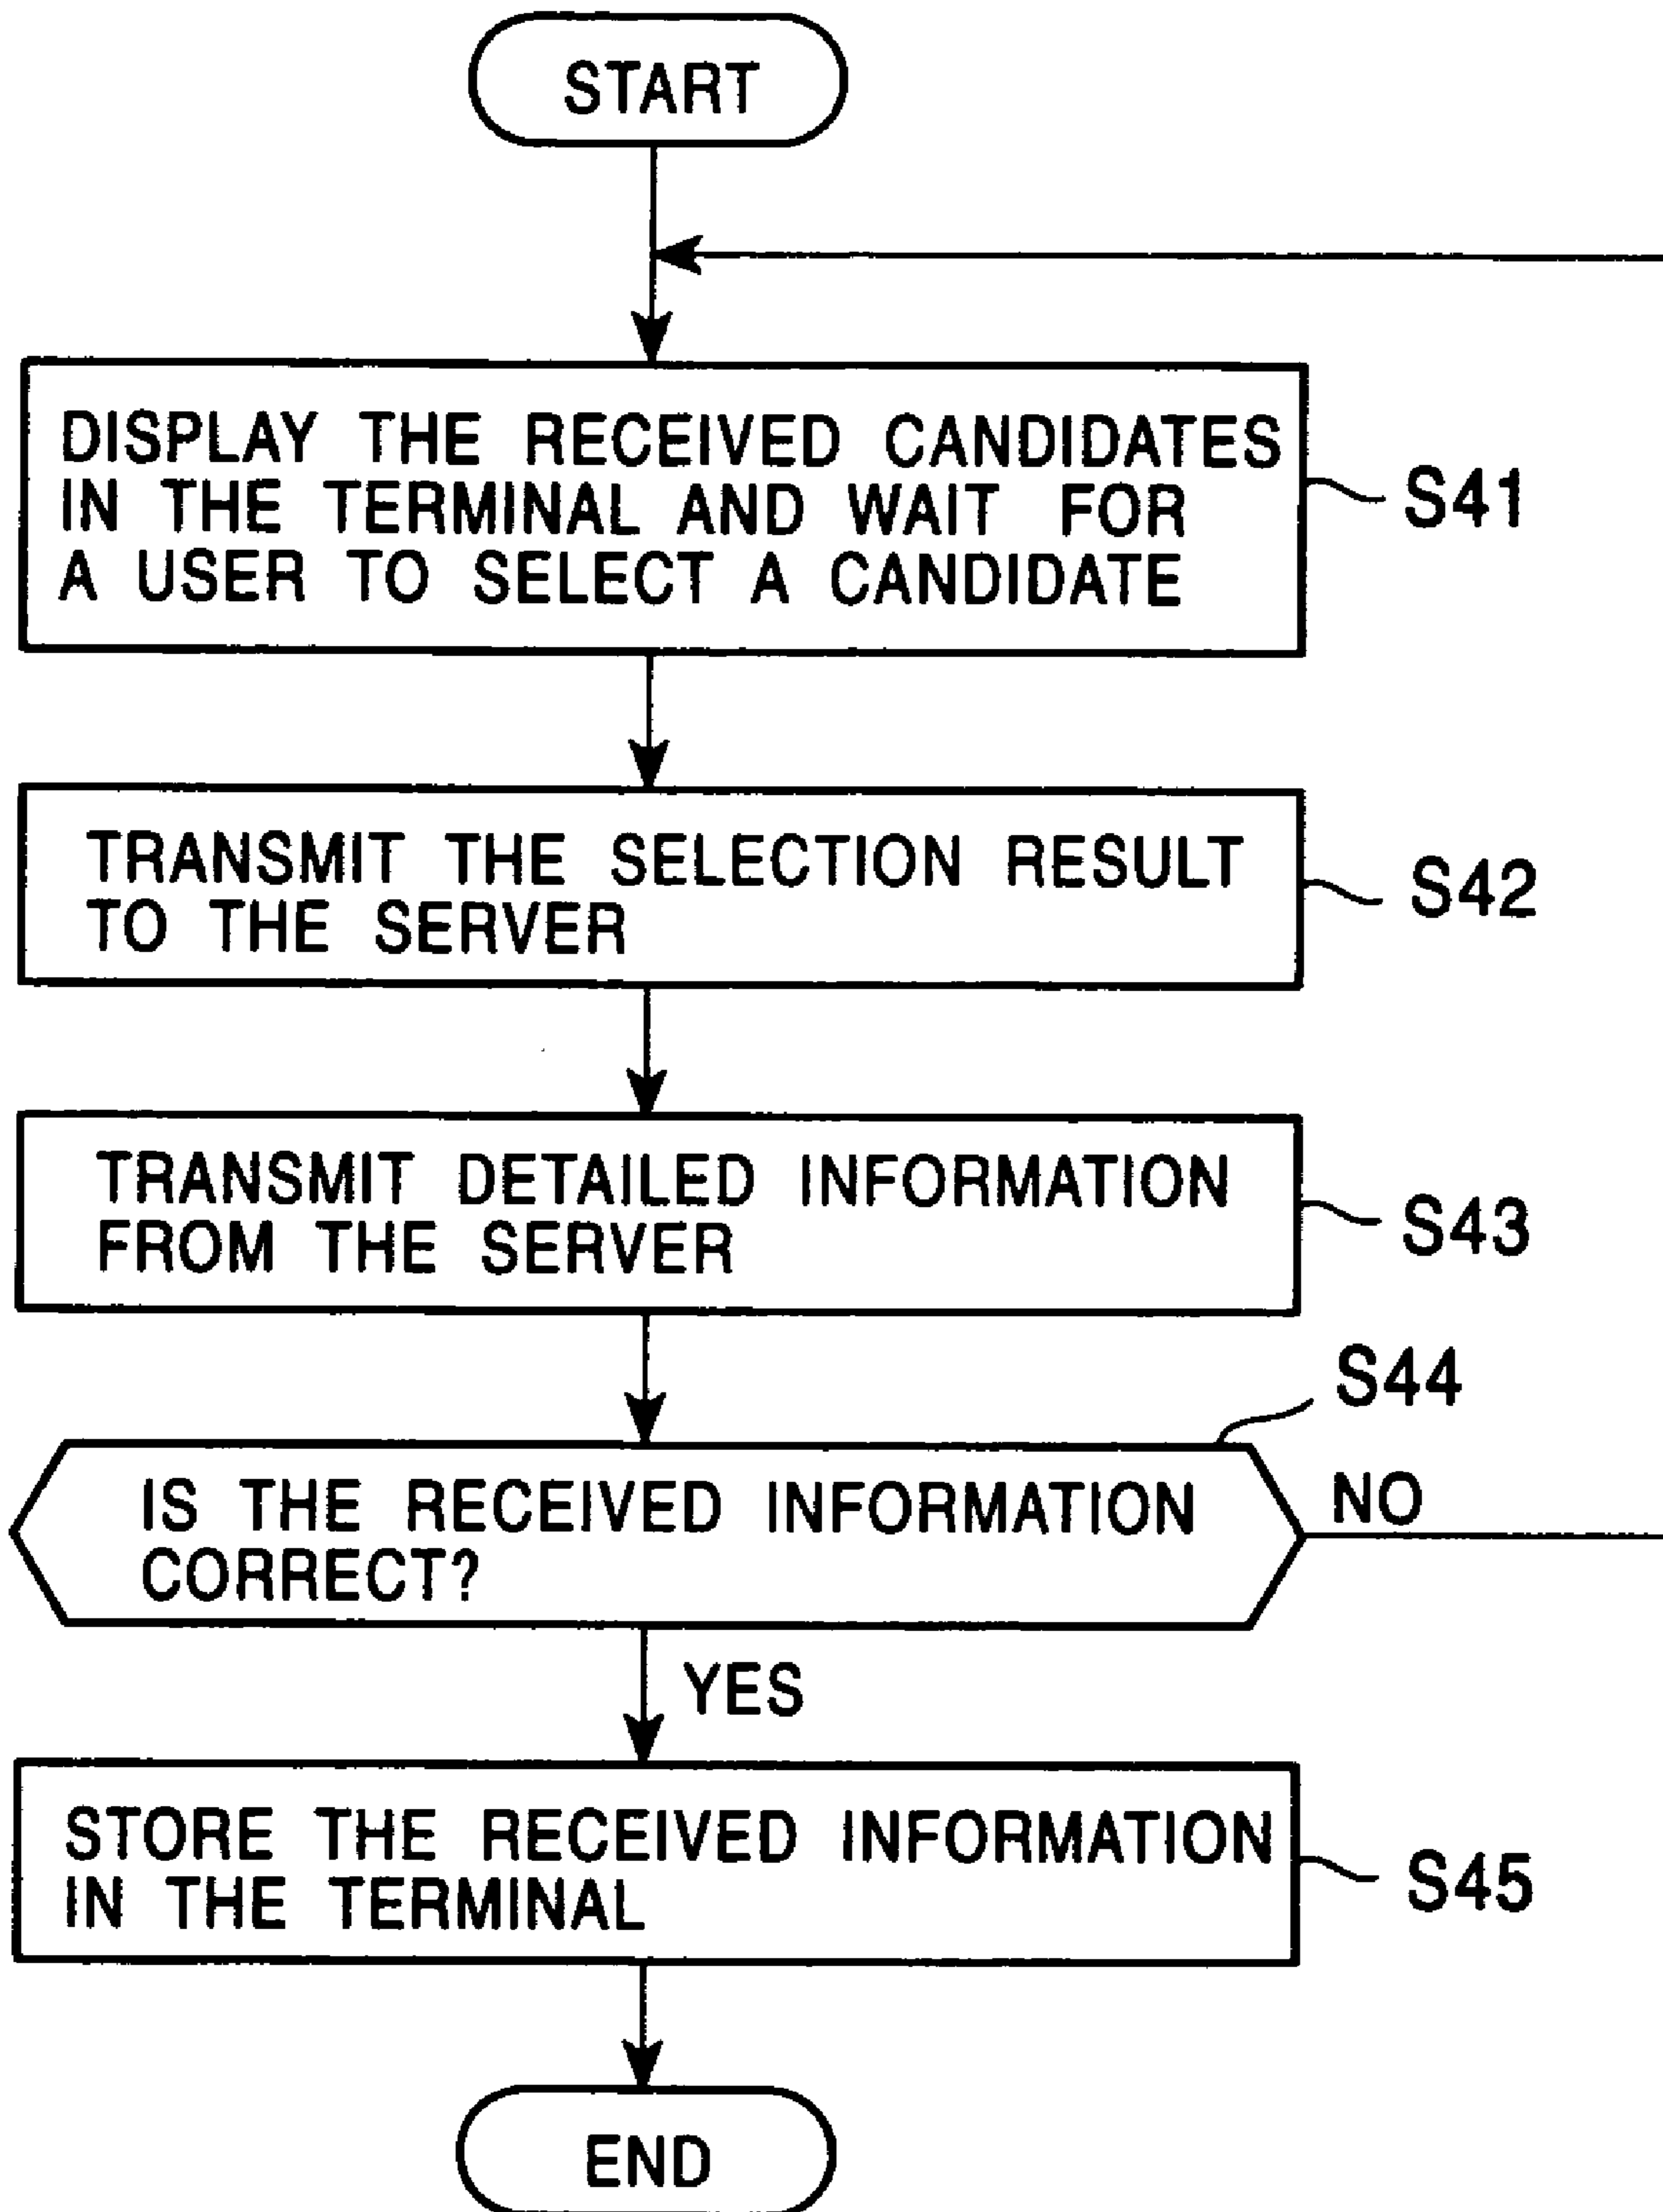 START
DISPLAY THE RECEIVED CANDIDATES
IN THE TERMINAL AND WAIT FOR
A USER TO SELECT A CANDIDATE
S41
TRANSMIT THE SELECTION RESULT
TO THE SERVER
S42
TRANSMIT DETAILED INFORMATION
FROM THE SERVER
S43
S44
IS THE RECEIVED INFORMATION
CORRECT?
NO
YES
STORE THE RECEIVED INFORMATION
IN THE TERMINAL
S45
END